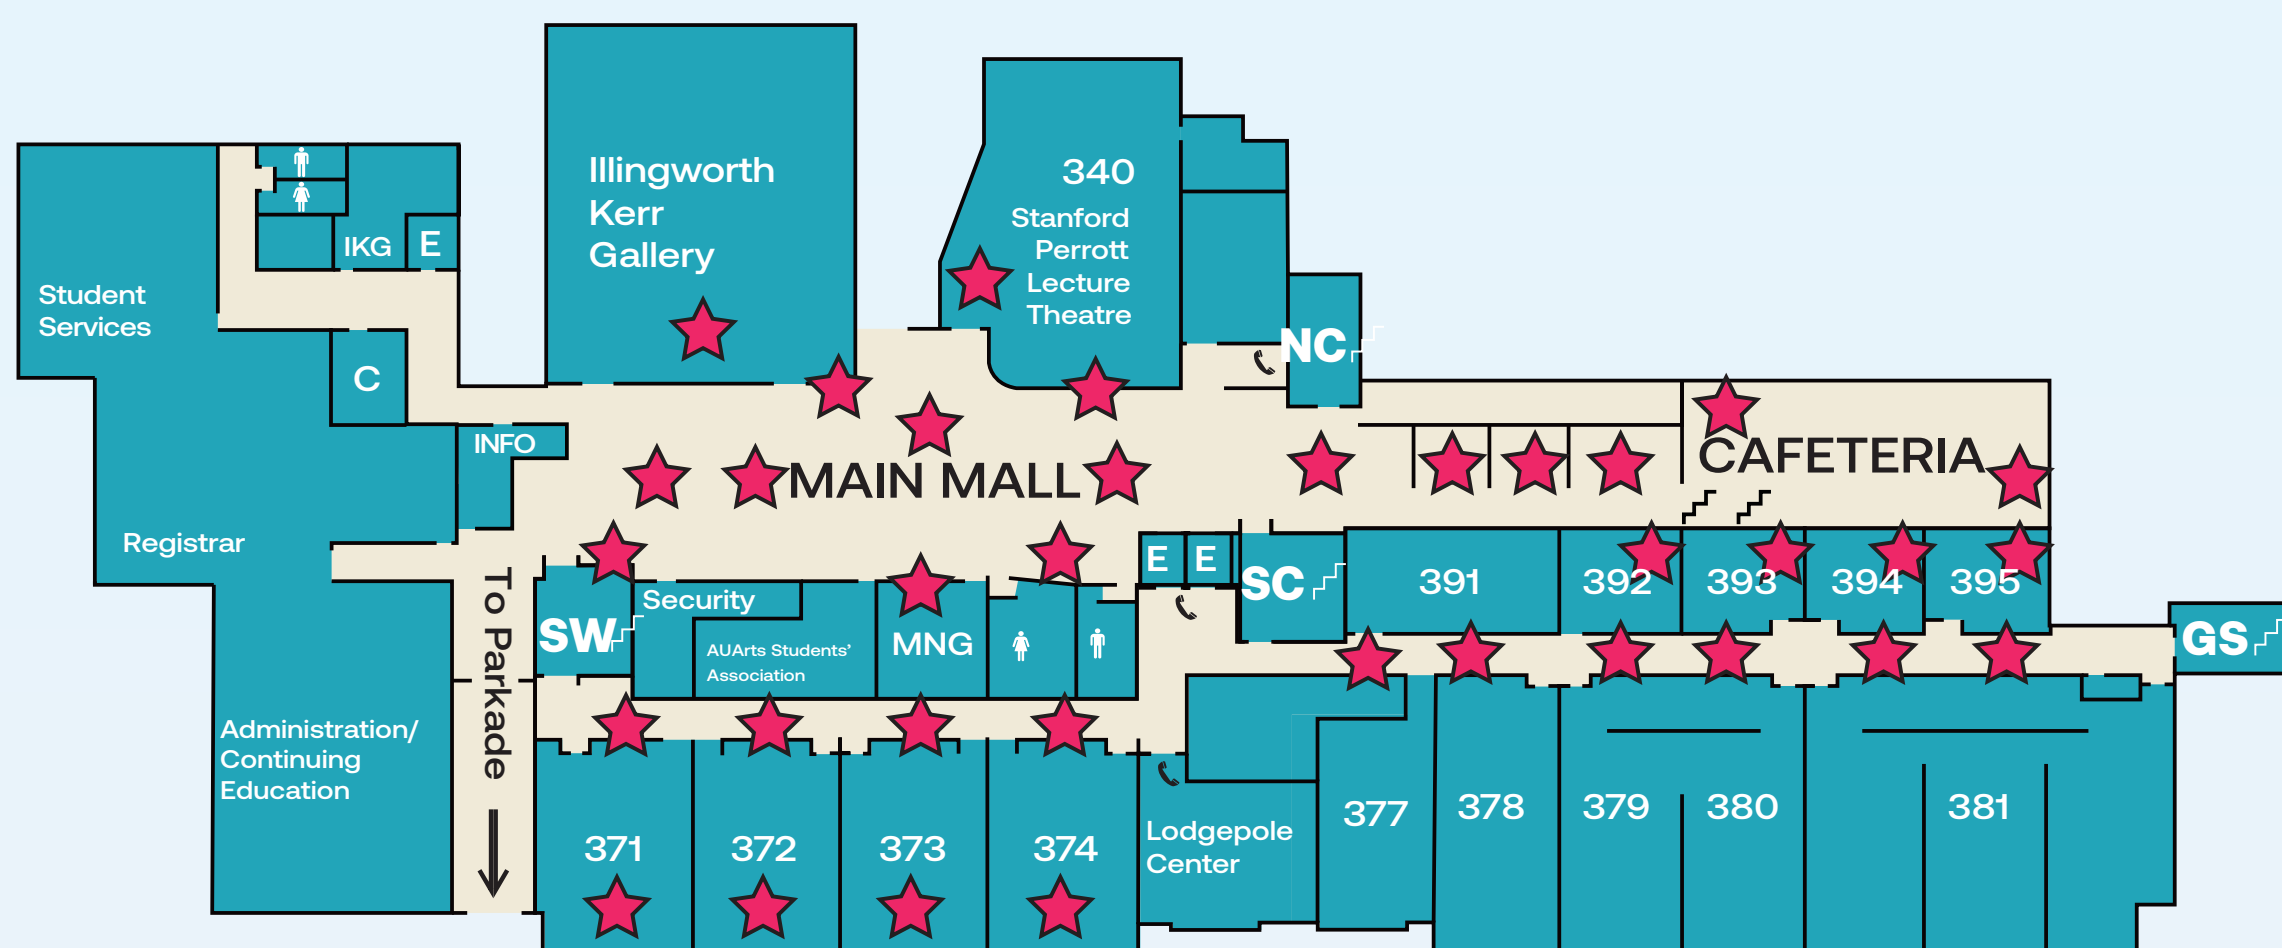 Illingworth
Kerr
Gallery
340
Stanford
Perrott
Lecture
Theatre
IKG
E
Student
Services
NC
C
INFO
CAFETERIA
MAIN MALL
Registrar
E
E
SC
391
392
393
394
395
To Parkade
Security
SW
AUArts Students’
Association
MNG
GS
Administration/
Continuing
Education
371
372
373
374
Lodgepole
Center
377
378
379
380
381